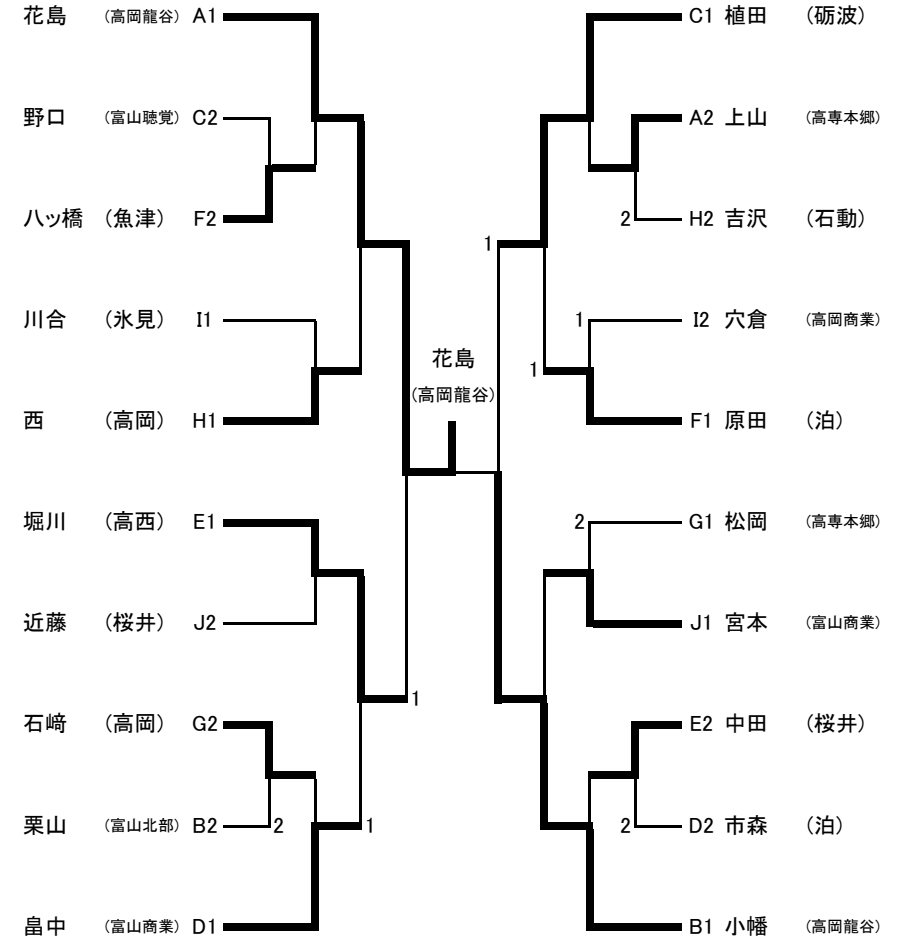 花島 (高岡龍谷) A1
野口 (富山聴覚) C2
八ッ橋 (魚津) F2
川合 (氷見) I1
西 (高岡) H1
堀川 (高西) E1
近藤 (桜井) J2
石﨑 (高岡) G2
栗山 (富山北部) B2 2
畠中 (富山商業) D1
1
1
花島
(高岡龍谷)
C1 植田 (砺波)
A2 上山 (高専本郷)
2 H2 吉沢 (石動)
1
1 I2 穴倉 (高岡商業)
1
F1 原田 (泊)
2 G1 松岡 (高専本郷)
J1 宮本 (富山商業)
E2 中田 (桜井)
2 D2 市森 (泊)
B1 小幡 (高岡龍谷)